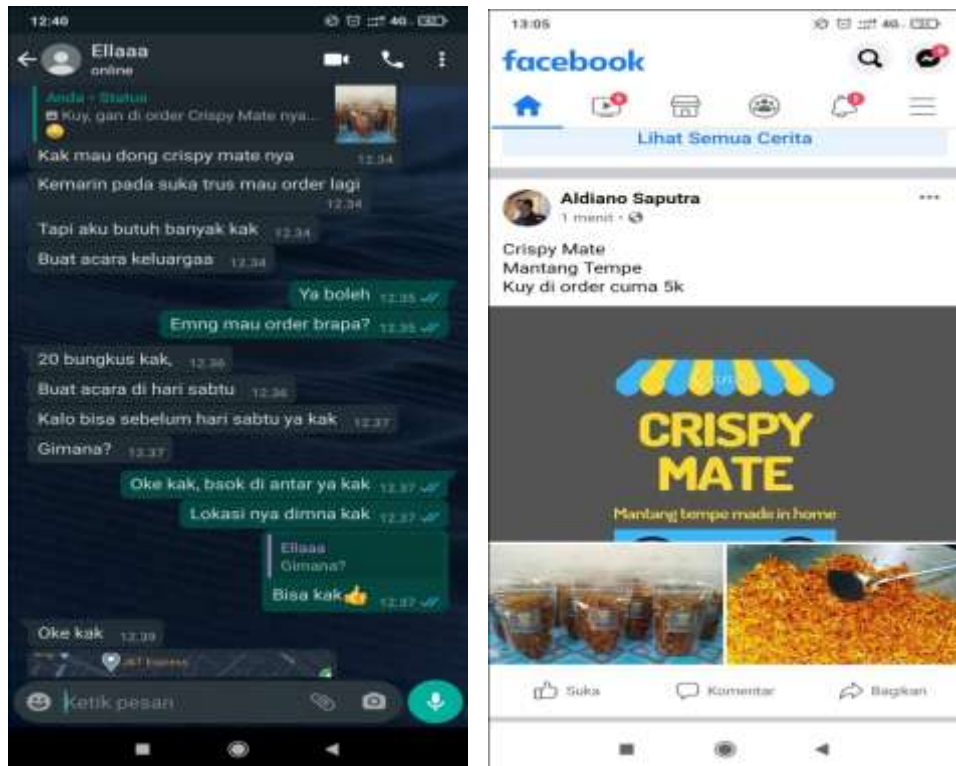 12:40
4G
Ellaaa
online
Anda • Status
Kuy, gan di order Crispy Mate nya...
Kak mau dong crispy mate nya 12.34
Kemarin pada suka trus mau order lagi
12.34
Tapi aku butuh banyak kak 12.34
Buat acara keluargaa 12.34
Ya boleh 12.35
Emng mau order brapa? 12.35
20 bungkus kak, 12.36
Buat acara di hari sabtu 12.36
Kalo bisa sebelum hari sabtu ya kak 12.37
Gimana? 12.37
Oke kak, bsok di antar ya kak 12.37
Lokasi nya dimna kak 12.37
Ellaaa
Gimana?
Bisa kak 12.37
Oke kak 12.39
J&T Express
Ketik pesan
13:05
4G
facebook
Lihat Semua Cerita
Aldiano Saputra
1 menit
Crispy Mate
Mantang Tempe
Kuy di order cuma 5k
CRISPY
MATE
Mantang tempe made in home
Suka
Komentar
Bagikan